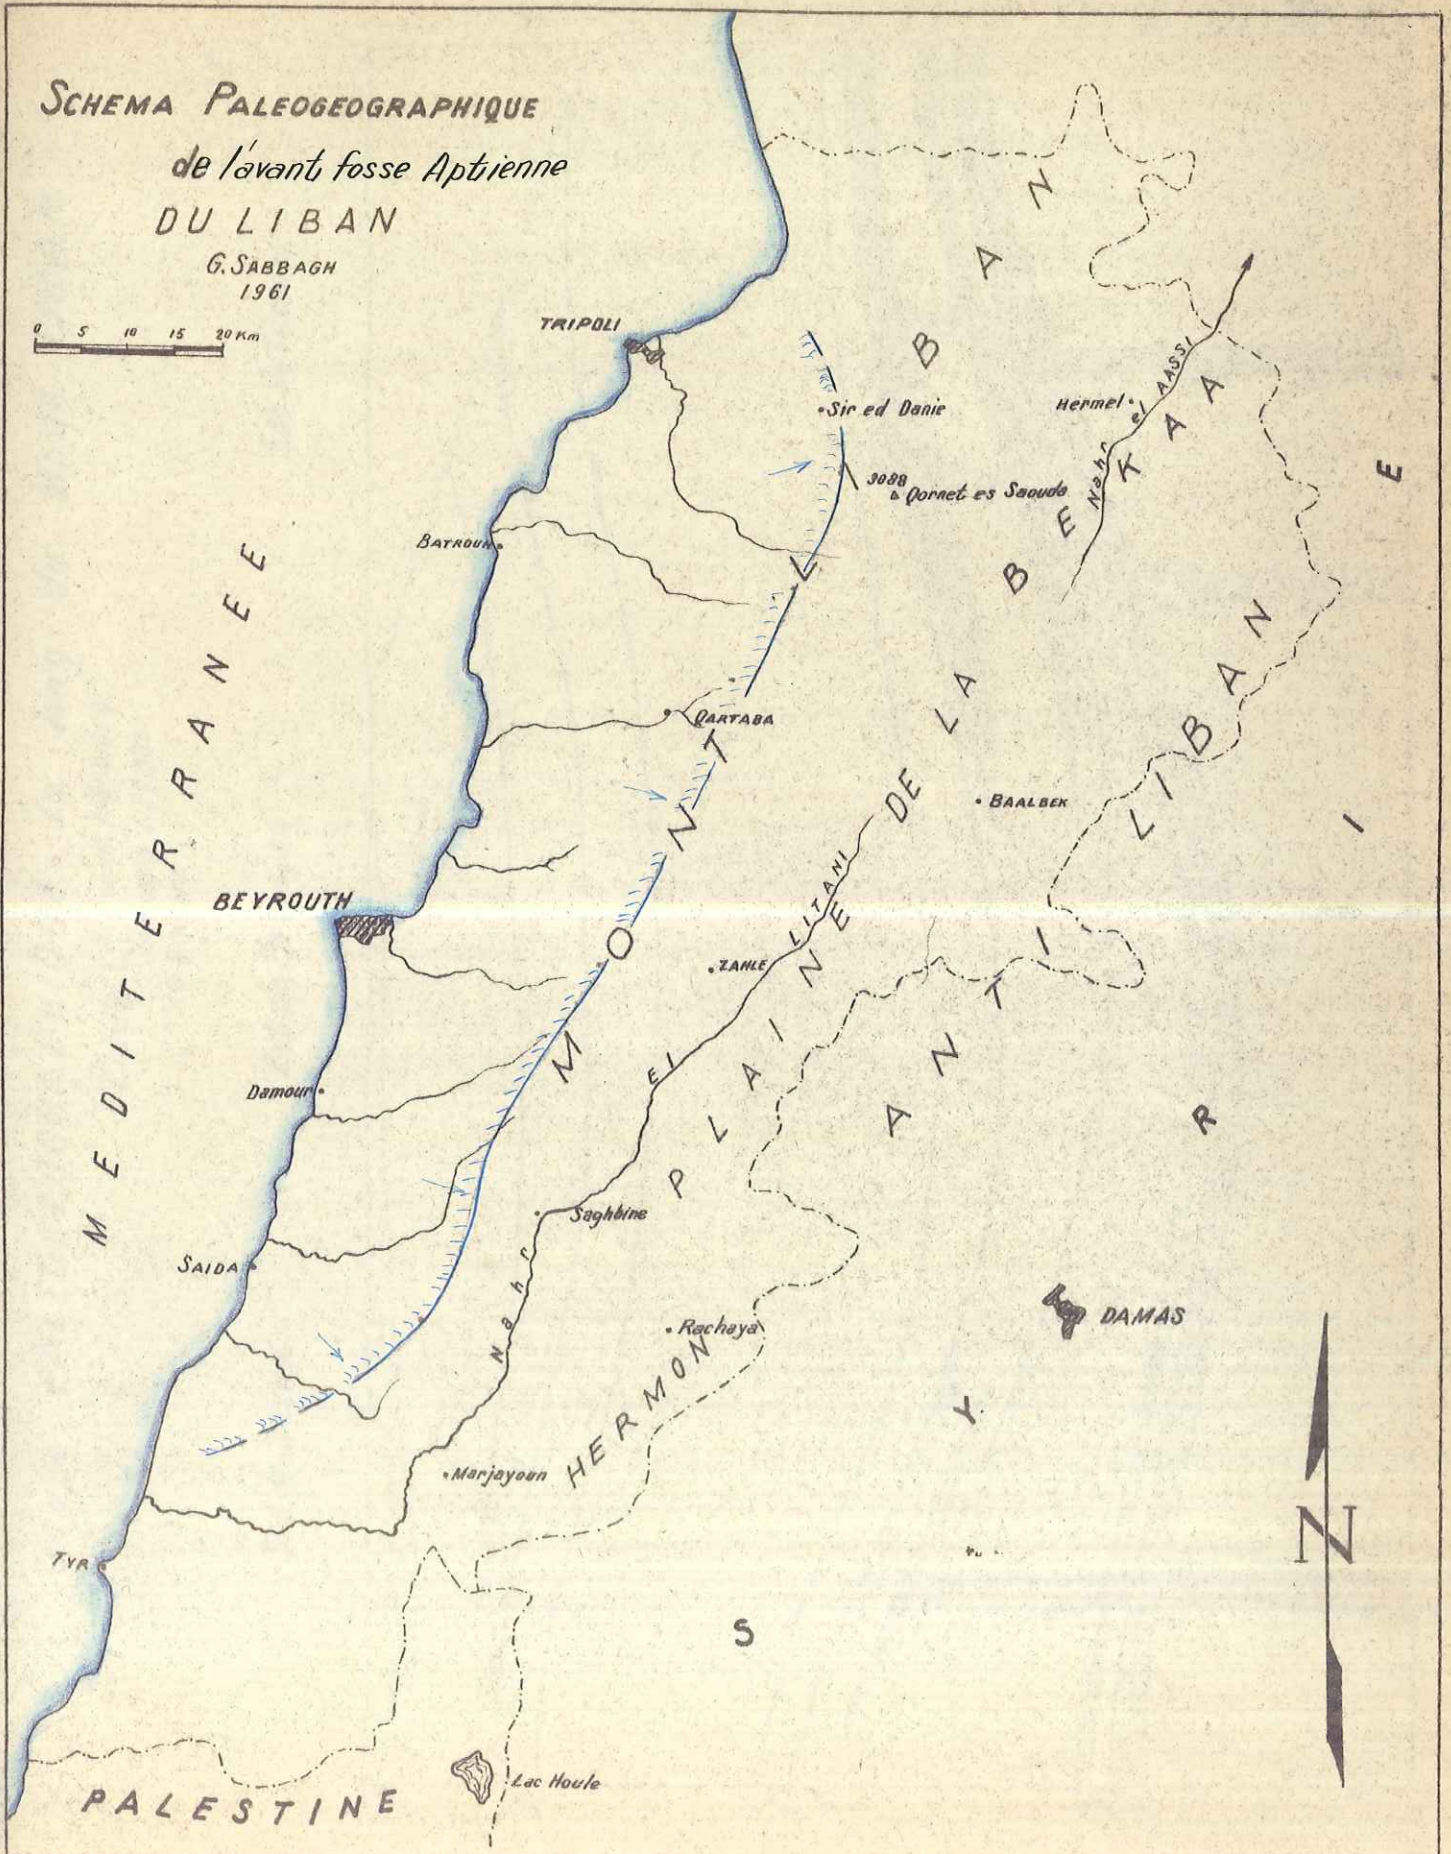 SCHEMA PALEOGEOGRAPHIQUE
de l'avant fosse Aptienne
DU LIBAN
G. SABBAGH
1961
0 5 10 15 20 Km
TRIPOLI
Sir ed Danie
Hermel
Nahr el AASSI
3088
Qornet es Saouda
BATROUN
QARTABA
BAALBEK
BEYROUTH
ZAHLE
Nahr El LITANI
Damour
Saghbine
SAIDA
Rachaya
DAMAS
Marjayoun
HERMON
TYR
Lac Houle
MEDITERRANEE
MONT LIBAN
PLAINE DE LA BEKAA
ANTI LIBAN
SYRIE
PALESTINE
N